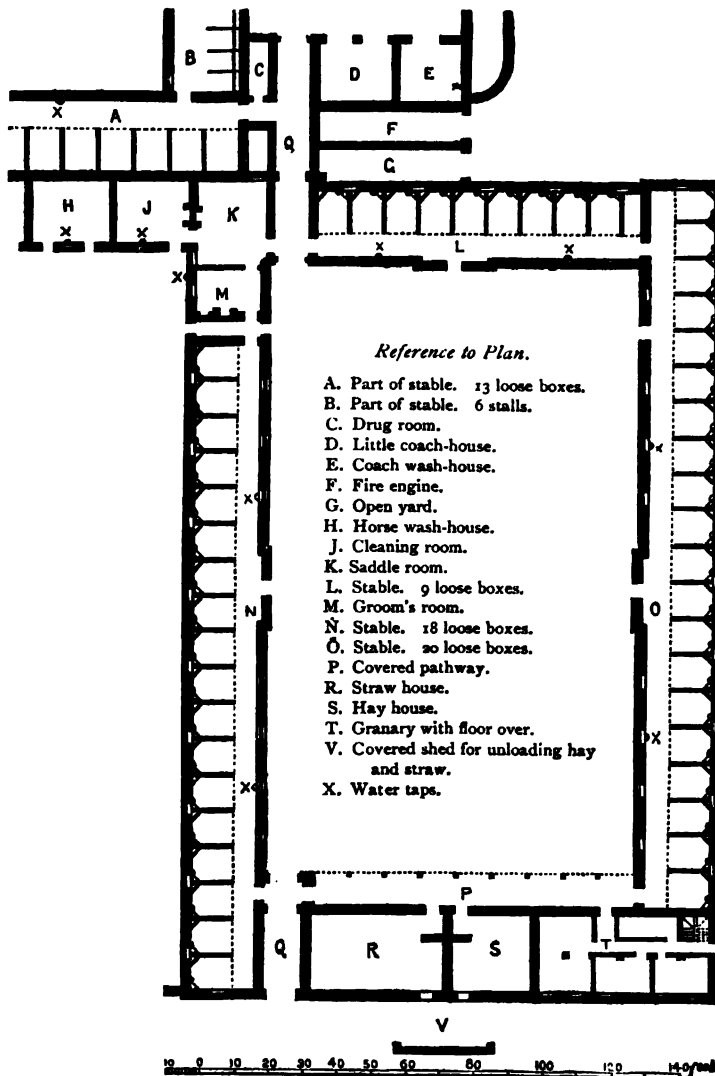 B
C
D
E
X
A
F
Q
G
H
J
K
X
X
L
X
X
X
M
Reference to Plan.
A. Part of stable. 13 loose boxes.
B. Part of stable. 6 stalls.
C. Drug room.
D. Little coach-house.
E. Coach wash-house.
F. Fire engine.
G. Open yard.
H. Horse wash-house.
J. Cleaning room.
K. Saddle room.
L. Stable. 9 loose boxes.
M. Groom's room.
N. Stable. 18 loose boxes.
O. Stable. 20 loose boxes.
P. Covered pathway.
R. Straw house.
S. Hay house.
T. Granary with floor over.
V. Covered shed for unloading hay
and straw.
X. Water taps.
X
X
N
O
X
X
P
Q
R
S
T
V
10 0 10 20 30 40 50 60 80 100 120 140 feet